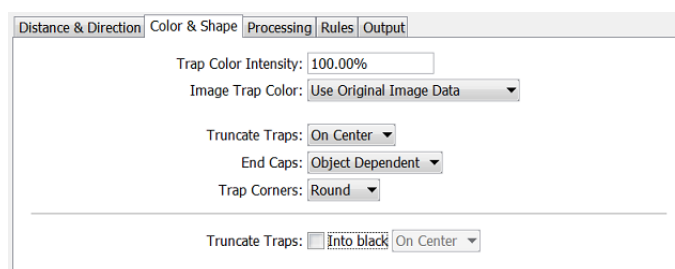 Distance & Direction Color & Shape Processing Rules Output
Trap Color Intensity: 100.00%
Image Trap Color: Use Original Image Data
Truncate Traps: On Center
End Caps: Object Dependent
Trap Corners: Round
Truncate Traps: Into black On Center